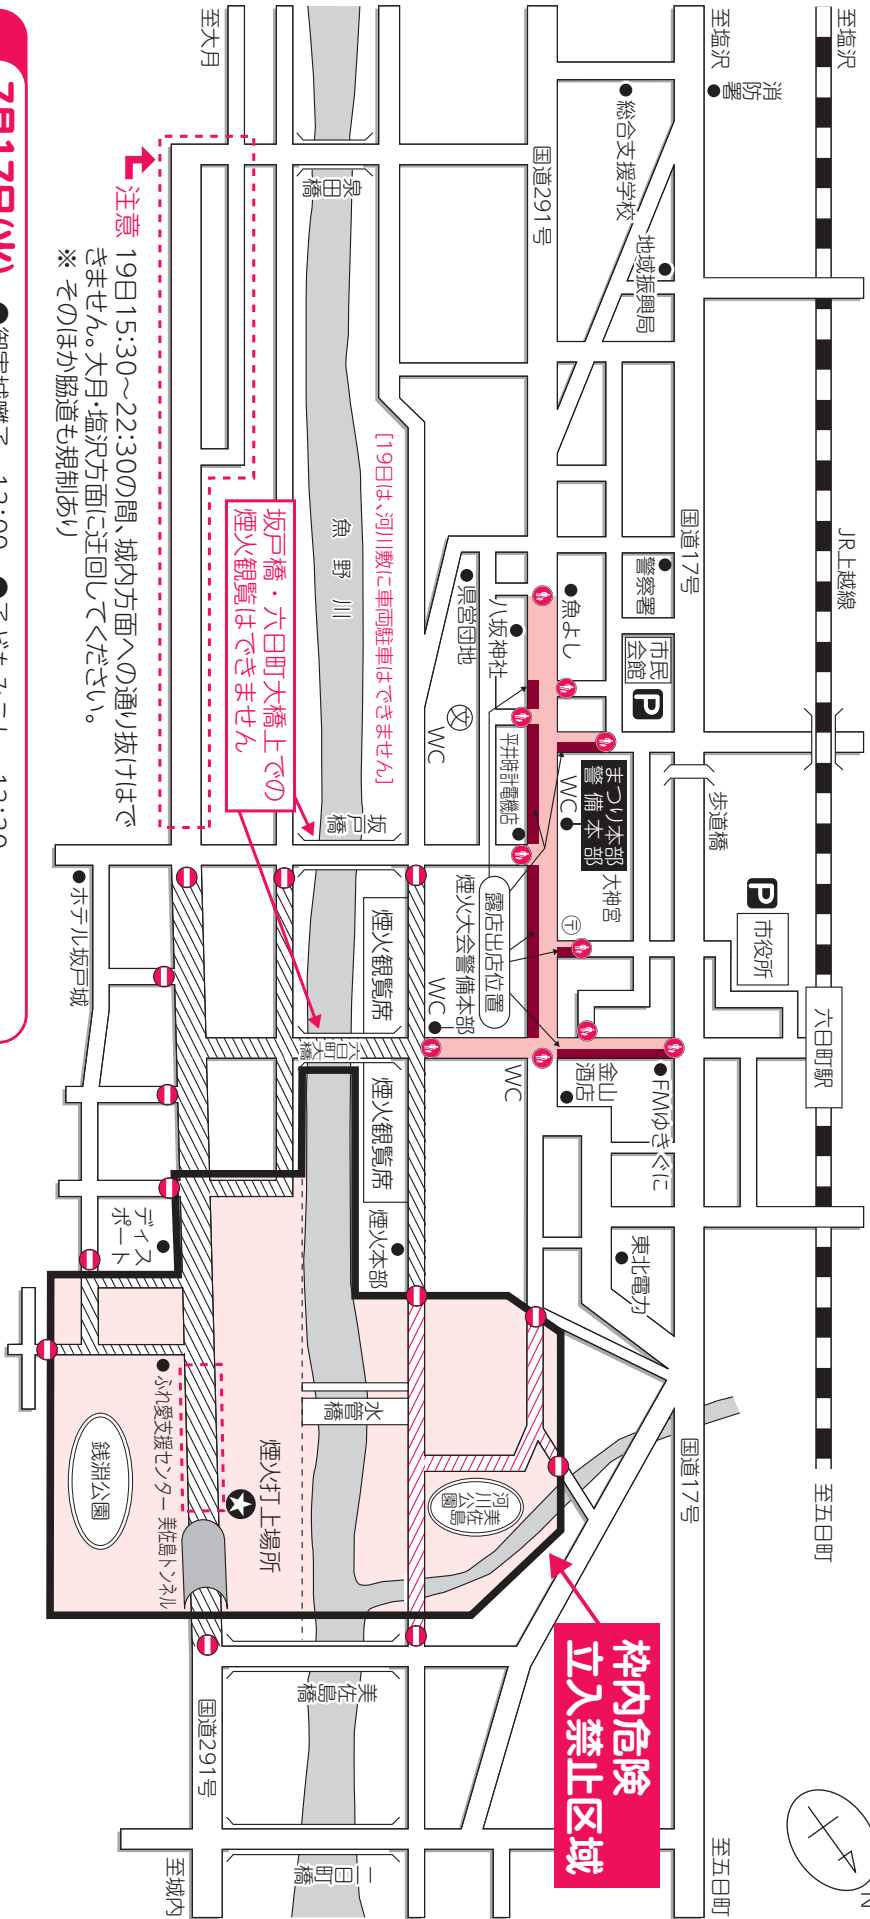 至塩沢
至塩沢
至大月
消防署
総合支援学校
地域振興局
国道291号
泉田橋
JR上越線
国道17号
警察署
市民会館
P
魚よし
八坂神社
県営団地
文
WC
平井時計電機店
魚野川
[19日は、河川敷に車両駐車はできません]
坂戸橋・六日町大橋上での
煙火観覧はできません
注意
19日15:30～22:30の間、城内方面への通り抜けはで
きません。大月・塩沢方面に迂回してください。
※ そのほか脇道も規制あり
坂戸橋
歩道橋
まつり本部
警備本部
WC
大神宮
〒
P
市役所
六日町駅
露店出店位置
煙火大会警備本部
WC
WC
煙火観覧席
六日町大橋
煙火観覧席
煙火本部
ホテル坂戸城
金山酒店
FMゆきぐに
東北電力
ディスポート
水管橋
美佐島河川公園
煙火打上場所
ふれ愛支援センター
美佐島トンネル
銭淵公園
国道17号
至五日町
枠内危険
立入禁止区域
美佐島橋
国道291号
二日町橋
至城内
至五日町
N
7月17日(水)
●御実城囃子 13:00